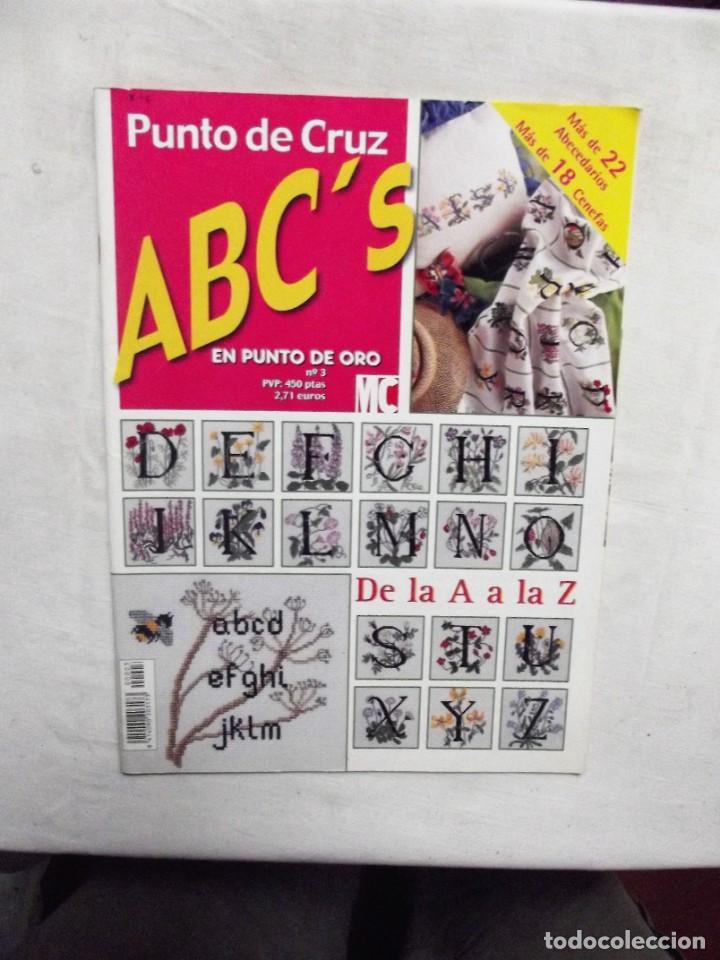 Punto de Cruz
ABC´s
EN PUNTO DE ORO
nº 3
PVP: 450 ptas
2,71 euros
MC
Más de 22
Abecedarios
Más de 18 Cenefas
D E F G H I
J K L M N O
De la A a la Z
S T U
X Y Z
abcd
efghi
jklm
todocoleccion